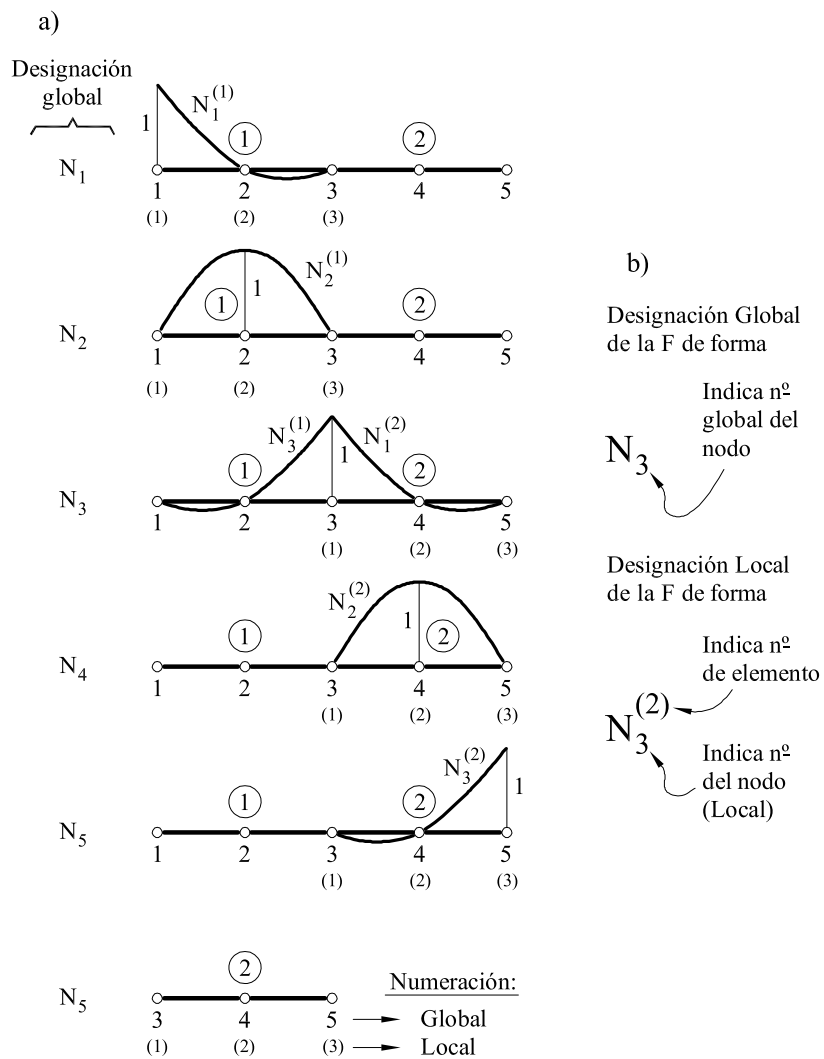 a)
Designación
global
N1
N1(1)
1
1
2
1 2 3 4 5
(1) (2) (3)
N2
N2(1)
1
1
2
1 2 3 4 5
(1) (2) (3)
N3
N3(1)
N1(2)
1
1
2
1 2 3 4 5
(1) (2) (3)
N4
N2(2)
1
1
2
1 2 3 4 5
(1) (2) (3)
N5
N3(2)
1
1
2
1 2 3 4 5
(1) (2) (3)
N5
2
3 4 5
(1) (2) (3)
Numeración:
Global
Local
b)
Designación Global
de la F de forma
Indica nº
global del
nodo
N3
Designación Local
de la F de forma
Indica nº
de elemento
N3(2)
Indica nº
del nodo
(Local)